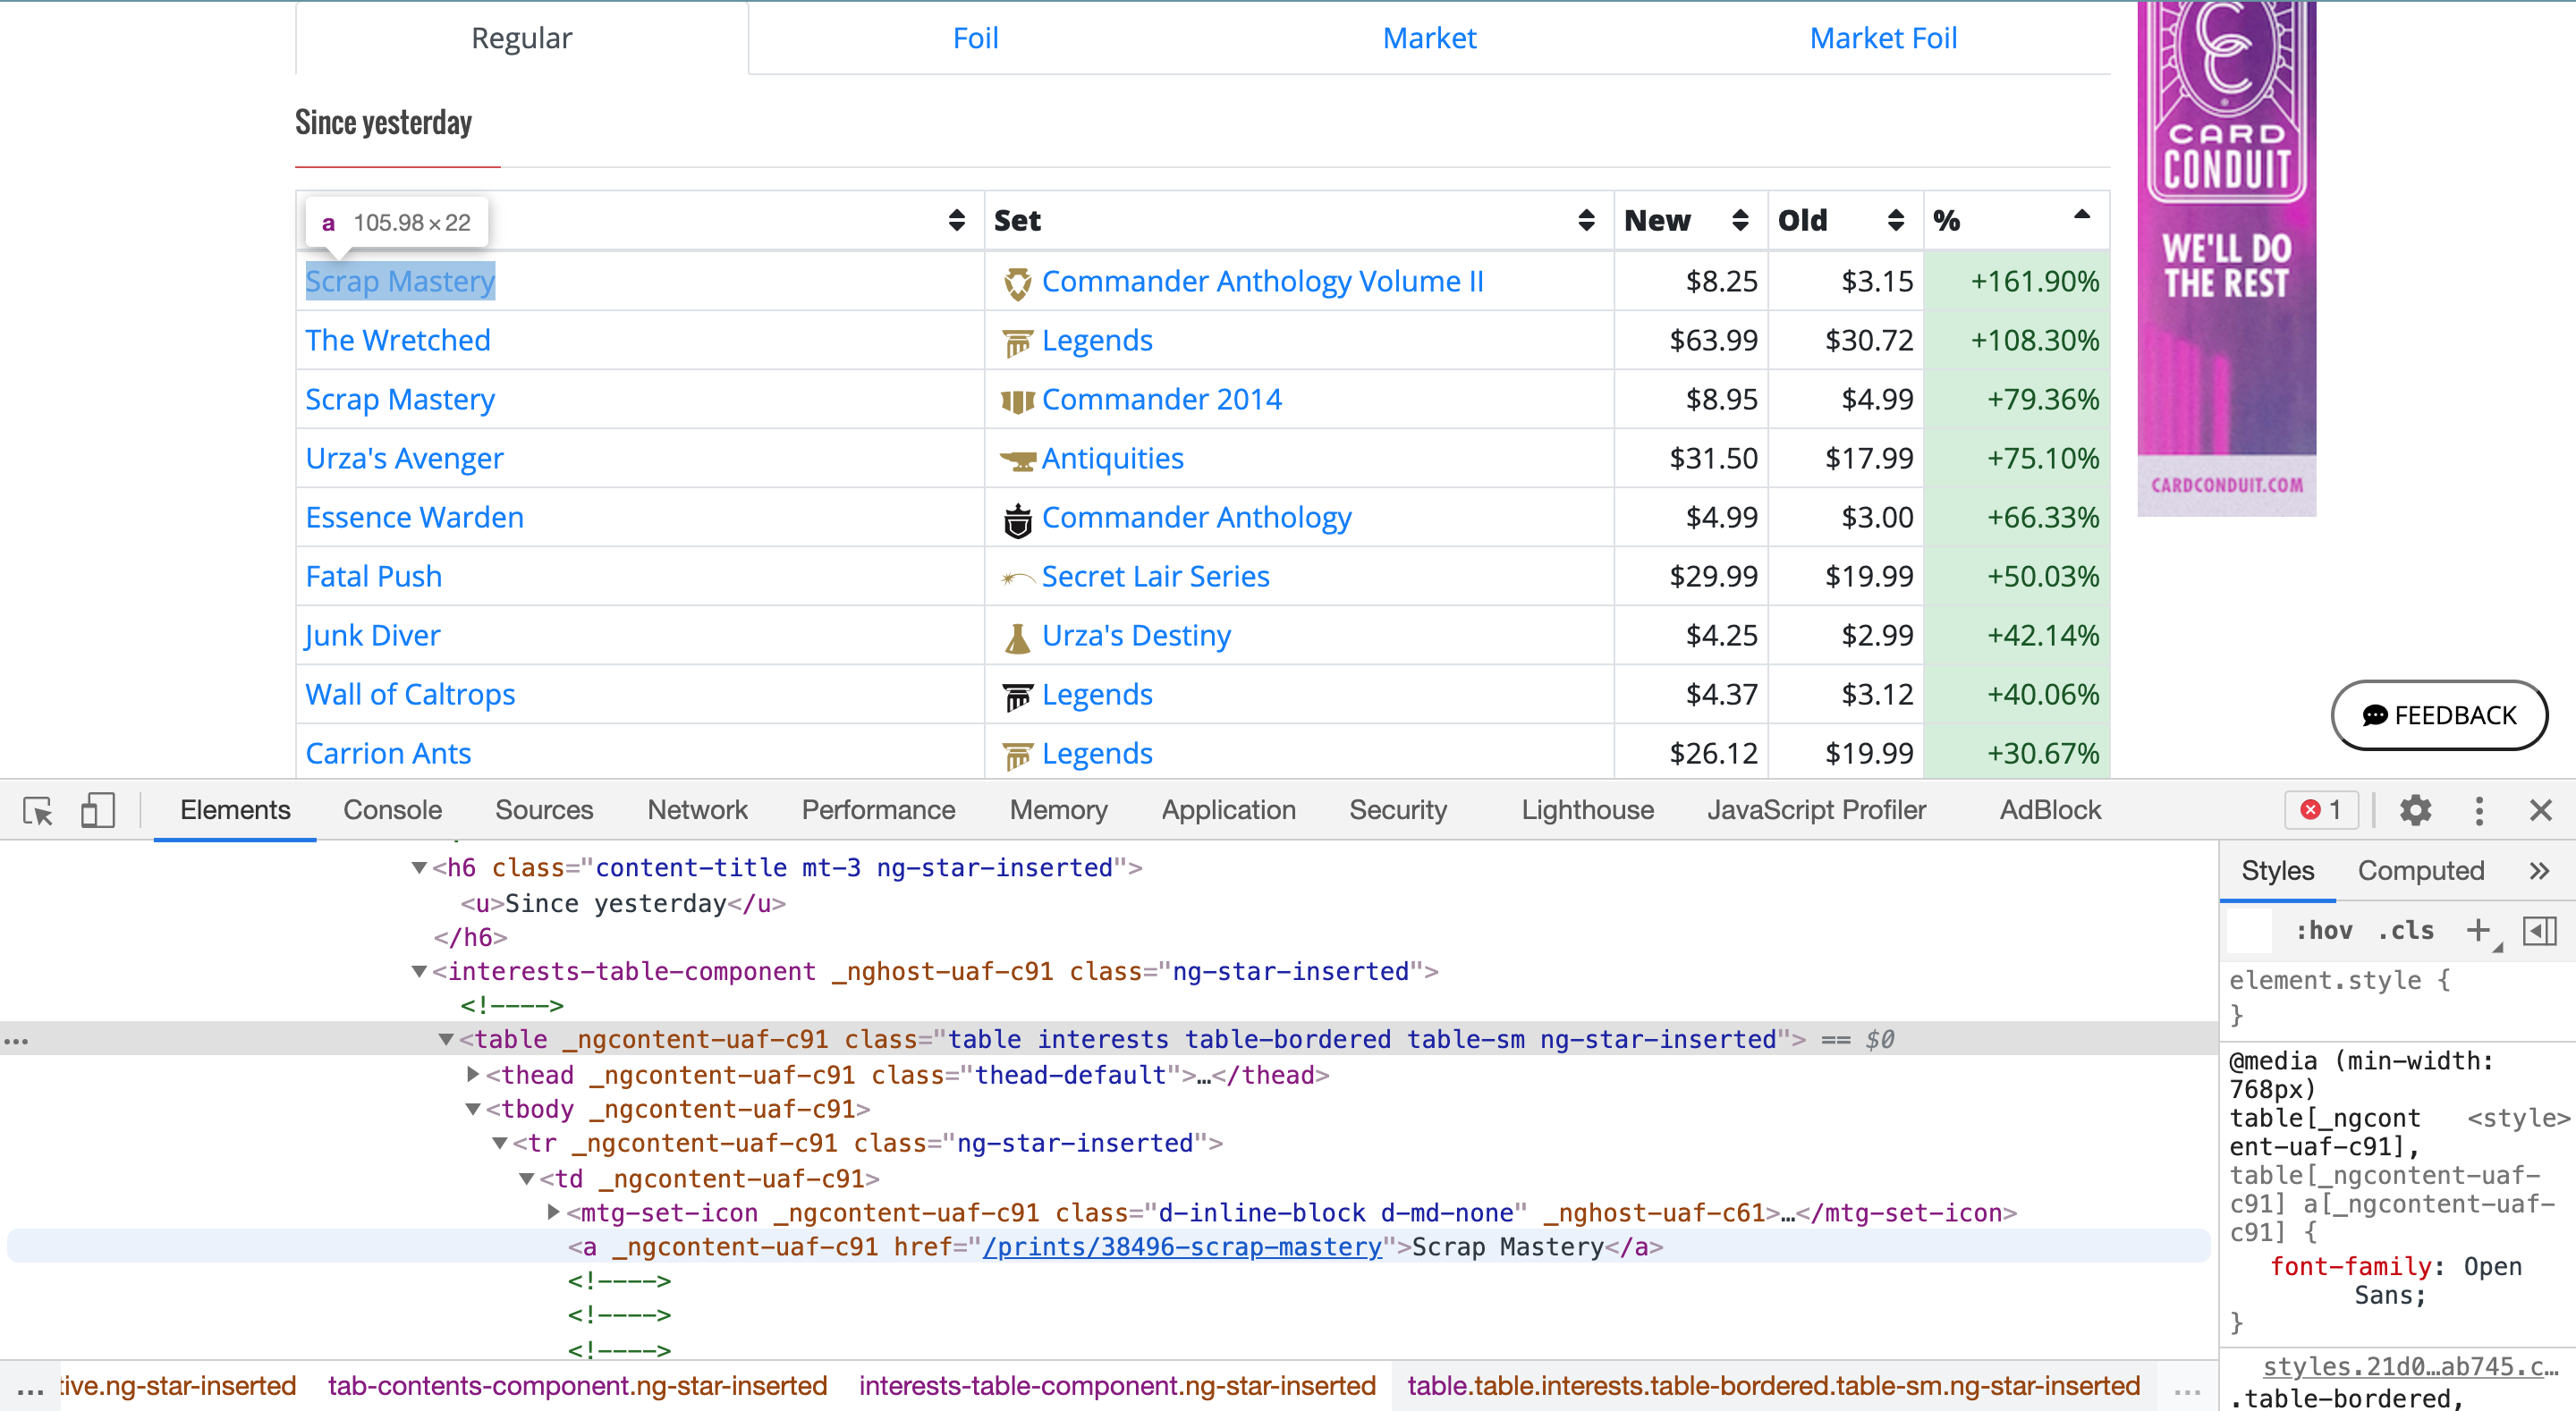 Regular Foil Market Market Foil
CARD
CONDUIT
WE'LL DO
THE REST
CARDCONDUIT.COM
Since yesterday
a 105.98 × 22
Set New Old %
Scrap Mastery Commander Anthology Volume II $8.25 $3.15 +161.90%
The Wretched Legends $63.99 $30.72 +108.30%
Scrap Mastery Commander 2014 $8.95 $4.99 +79.36%
Urza's Avenger Antiquities $31.50 $17.99 +75.10%
Essence Warden Commander Anthology $4.99 $3.00 +66.33%
Fatal Push Secret Lair Series $29.99 $19.99 +50.03%
Junk Diver Urza's Destiny $4.25 $2.99 +42.14%
Wall of Caltrops Legends $4.37 $3.12 +40.06%
Carrion Ants Legends $26.12 $19.99 +30.67%
FEEDBACK
Elements Console Sources Network Performance Memory Application Security Lighthouse JavaScript Profiler AdBlock 1
<h6 class="content-title mt-3 ng-star-inserted">
<u>Since yesterday</u>
</h6>
<interests-table-component _nghost-uaf-c91 class="ng-star-inserted">
<!---->
… <table _ngcontent-uaf-c91 class="table interests table-bordered table-sm ng-star-inserted"> == $0
<thead _ngcontent-uaf-c91 class="thead-default">…</thead>
<tbody _ngcontent-uaf-c91>
<tr _ngcontent-uaf-c91 class="ng-star-inserted">
<td _ngcontent-uaf-c91>
<mtg-set-icon _ngcontent-uaf-c91 class="d-inline-block d-md-none" _nghost-uaf-c61>…</mtg-set-icon>
<a _ngcontent-uaf-c91 href="/prints/38496-scrap-mastery">Scrap Mastery</a>
<!---->
<!---->
<!---->
… tive.ng-star-inserted tab-contents-component.ng-star-inserted interests-table-component.ng-star-inserted table.table.interests.table-bordered.table-sm.ng-star-inserted …
Styles Computed »
:hov .cls +
element.style {
}
@media (min-width:
768px)
table[_ngcont <style>
ent-uaf-c91],
table[_ngcontent-uaf-
c91] a[_ngcontent-uaf-
c91] {
font-family: Open
Sans;
}
styles.21d0…ab745.c…
.table-bordered,